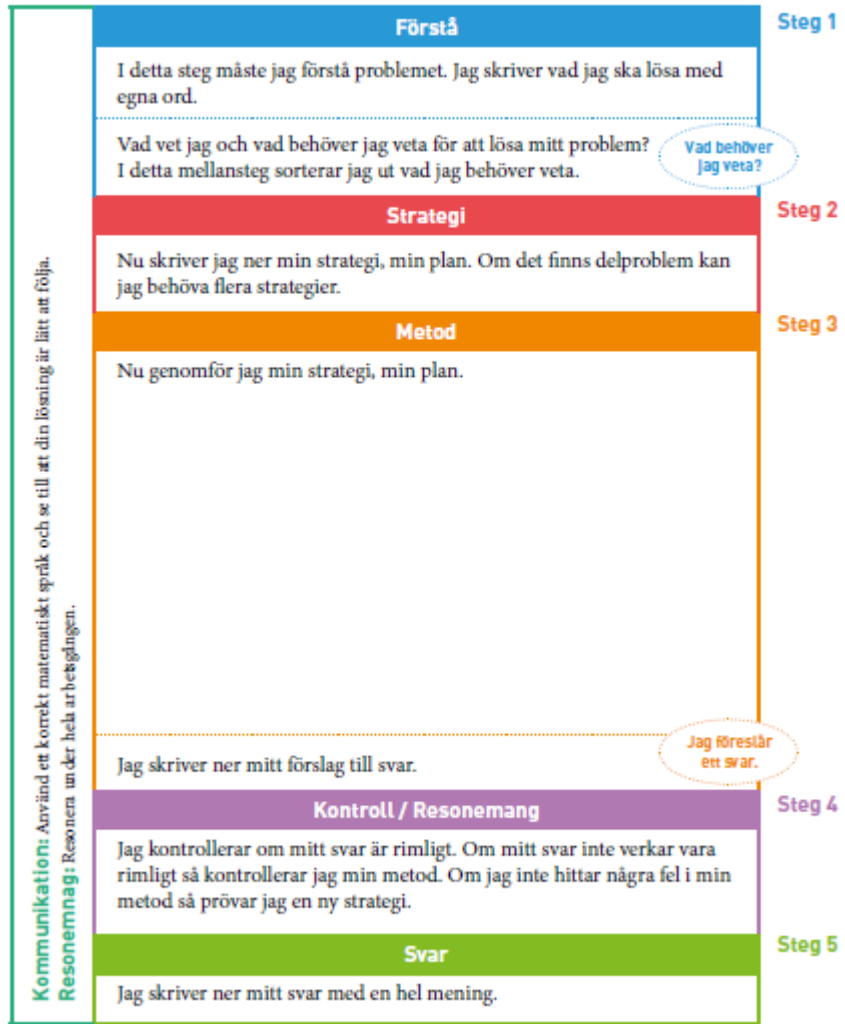 Förstå
Steg 1
I detta steg måste jag förstå problemet. Jag skriver vad jag ska lösa med
egna ord.
Vad vet jag och vad behöver jag veta för att lösa mitt problem?
I detta mellansteg sorterar jag ut vad jag behöver veta.
Vad behöver
jag veta?
Strategi
Steg 2
Nu skriver jag ner min strategi, min plan. Om det finns delproblem kan
jag behöva flera strategier.
Metod
Steg 3
Nu genomför jag min strategi, min plan.
Jag skriver ner mitt förslag till svar.
Jag föreslår
ett svar.
Kontroll / Resonemang
Steg 4
Jag kontrollerar om mitt svar är rimligt. Om mitt svar inte verkar vara
rimligt så kontrollerar jag min metod. Om jag inte hittar några fel i min
metod så prövar jag en ny strategi.
Svar
Steg 5
Jag skriver ner mitt svar med en hel mening.
Kommunikation: Använd ett korrekt matematiskt språk och se till att din lösning är lätt att följa.
Resonemnag: Resonera under hela arbetsgången.